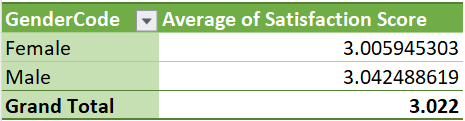 GenderCode Average of Satisfaction Score
Female 3.005945303
Male 3.042488619
Grand Total 3.022